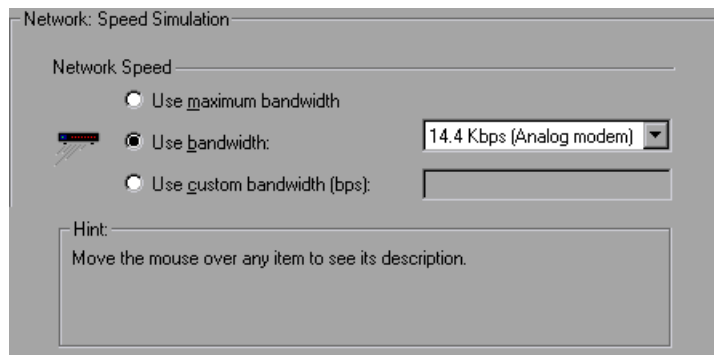 Network: Speed Simulation
Network Speed
Use maximum bandwidth
Use bandwidth:
14.4 Kbps (Analog modem)
Use custom bandwidth (bps):
Hint:
Move the mouse over any item to see its description.